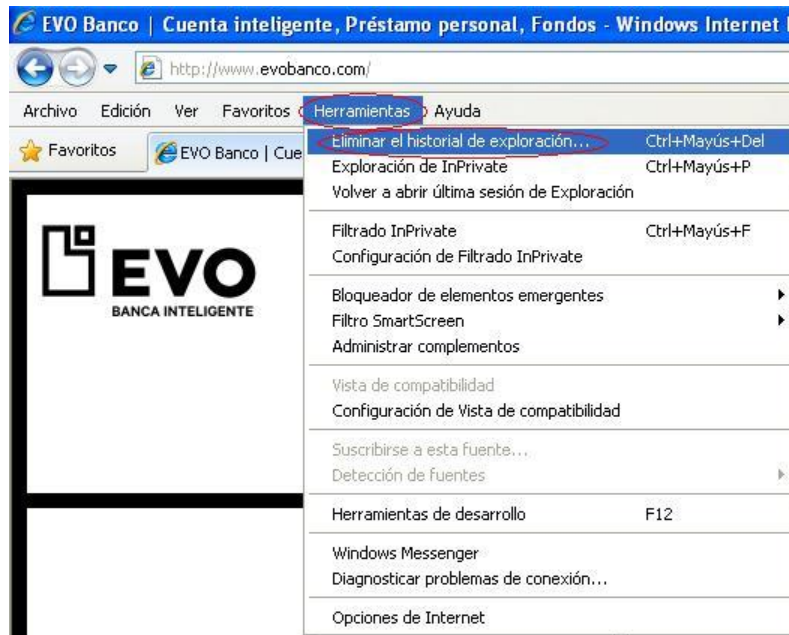 EVO Banco | Cuenta inteligente, Préstamo personal, Fondos - Windows Internet
http://www.evobanco.com/
Archivo Edición Ver Favoritos Herramientas Ayuda
Favoritos EVO Banco | Cue
Eliminar el historial de exploración... Ctrl+Mayús+Del
Exploración de InPrivate Ctrl+Mayús+P
Volver a abrir última sesión de Exploración
Filtrado InPrivate Ctrl+Mayús+F
Configuración de Filtrado InPrivate
EVO
BANCA INTELIGENTE
Bloqueador de elementos emergentes
Filtro SmartScreen
Administrar complementos
Vista de compatibilidad
Configuración de Vista de compatibilidad
Suscribirse a esta fuente...
Detección de fuentes
Herramientas de desarrollo F12
Windows Messenger
Diagnosticar problemas de conexión...
Opciones de Internet